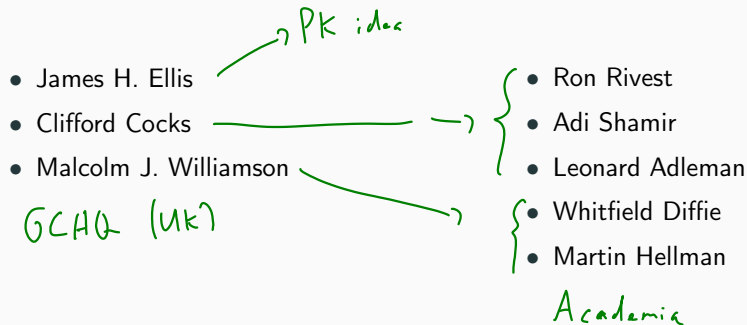 PK idea
• James H. Ellis
• Clifford Cocks
• Malcolm J. Williamson
GCHQ (UK)
• Ron Rivest
• Adi Shamir
• Leonard Adleman
• Whitfield Diffie
• Martin Hellman
Academia